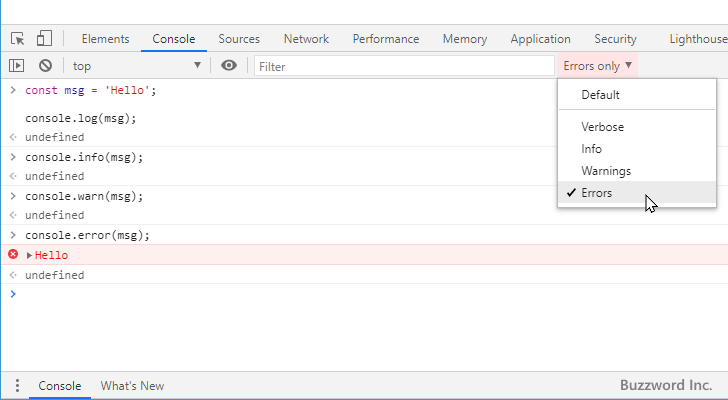 Elements Console Sources Network Performance Memory Application Security Lighthouse
top Filter Errors only
Default
Verbose
Info
Warnings
Errors
const msg = 'Hello';
console.log(msg);
undefined
console.info(msg);
undefined
console.warn(msg);
undefined
console.error(msg);
Hello
undefined
Console What's New
Buzzword Inc.